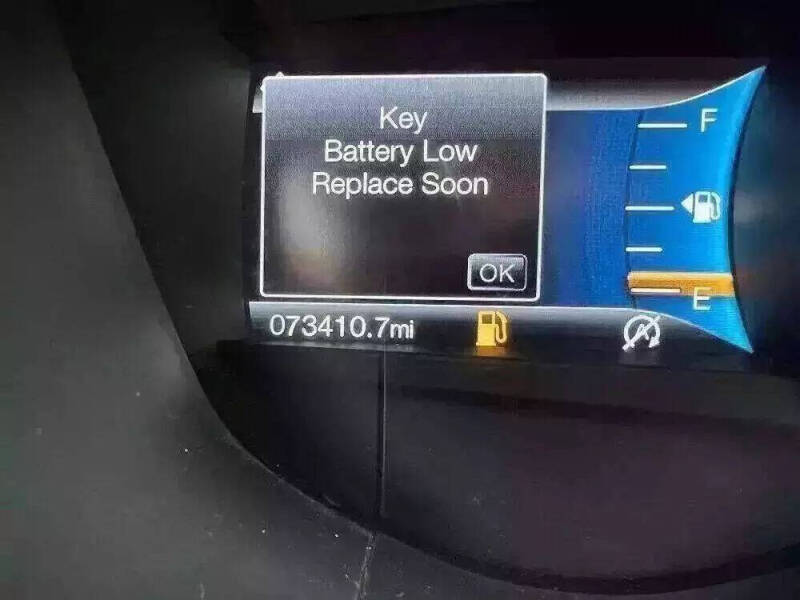 Key
Battery Low
Replace Soon
OK
F
E
073410.7mi